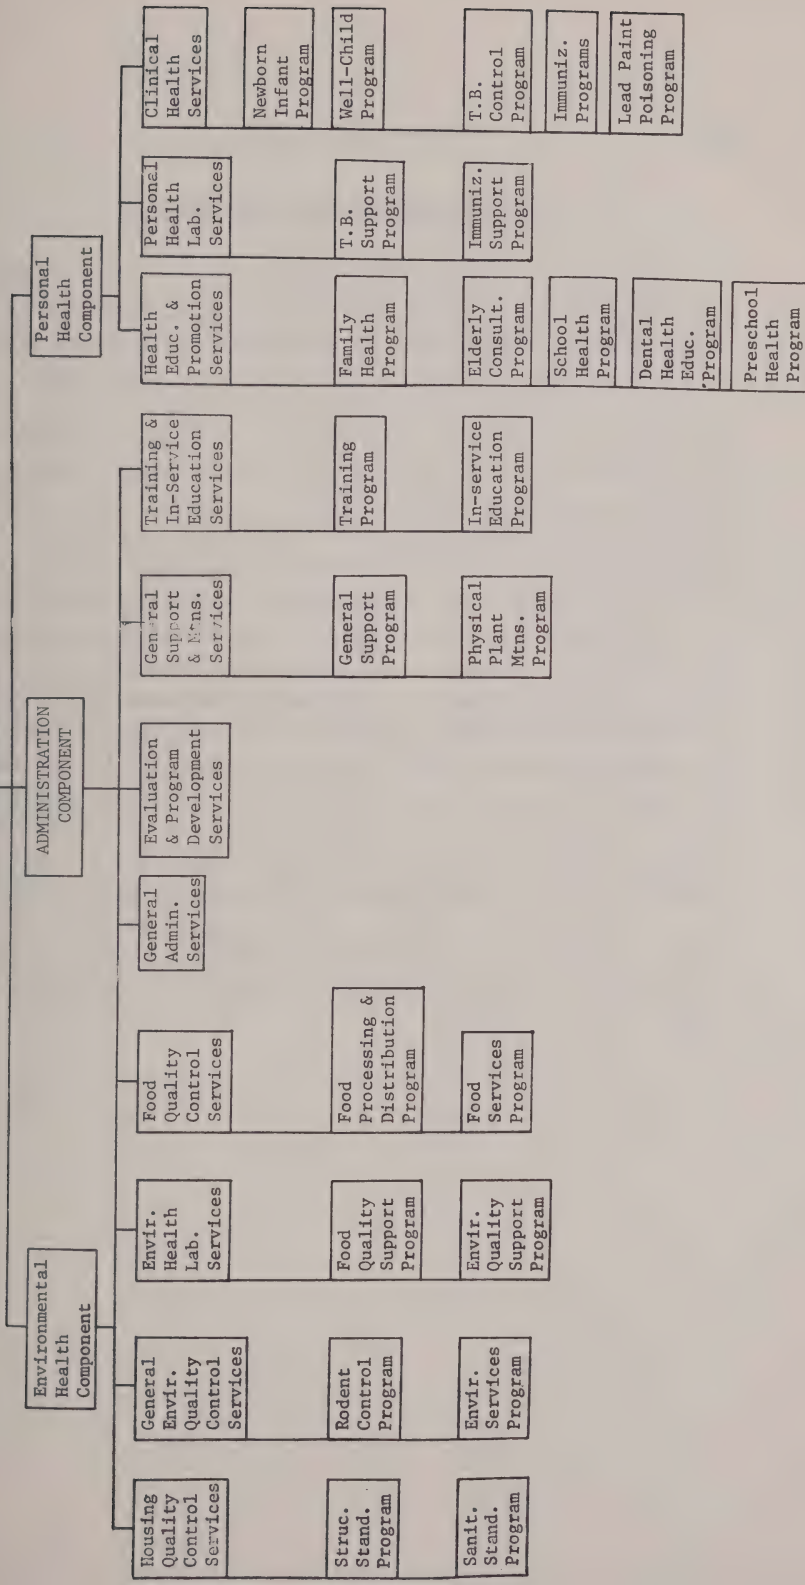 Environmental
Health
Component
ADMINISTRATION
COMPONENT
Personal
Health
Component
Housing
Quality
Control
Services
Struc.
Stand.
Program
Sanit.
Stand.
Program
General
Envir.
Quality
Control
Services
Rodent
Control
Program
Envir.
Services
Program
Envir.
Health
Lab.
Services
Food
Quality
Support
Program
Envir.
Quality
Support
Program
Food
Quality
Control
Services
Food
Processing &
Distribution
Program
Food
Services
Program
General
Admin.
Services
Evaluation
& Program
Development
Services
General
Support
& Mtns.
Services
General
Support
Program
Physical
Plant
Mtns.
Program
Training &
In-Service
Education
Services
Training
Program
In-service
Education
Program
Health
Educ. &
Promotion
Services
Family
Health
Program
Elderly
Consult.
Program
School
Health
Program
Dental
Health
Educ.
Program
Preschool
Health
Program
Personal
Health
Lab.
Services
T.B.
Support
Program
Immuniz.
Support
Program
Clinical
Health
Services
Newborn
Infant
Program
Well-Child
Program
T.B.
Control
Program
Immuniz.
Programs
Lead Paint
Poisoning
Program